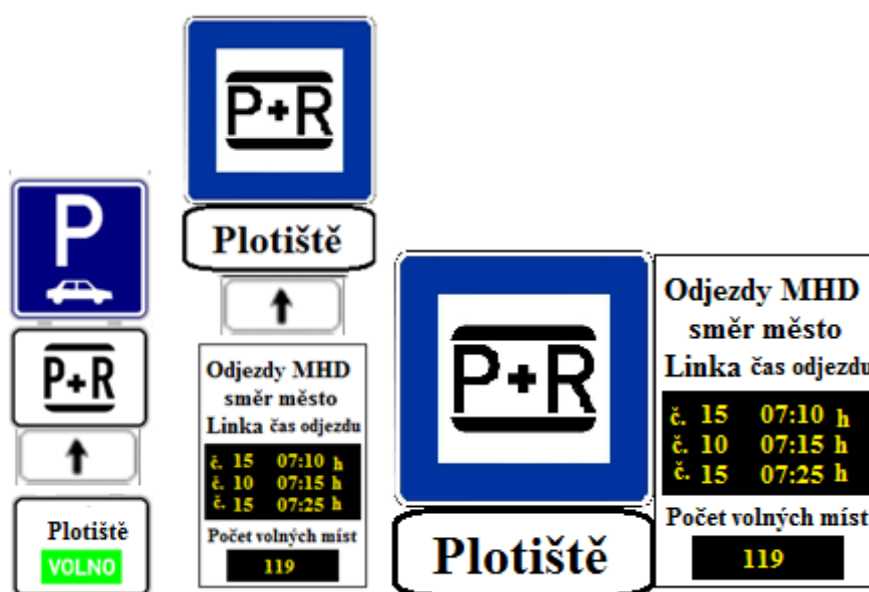 P
P+R
Plotiště
VOLNO
P+R
Plotiště
Odjezdy MHD
směr město
Linka čas odjezdu
č. 15 07:10 h
č. 10 07:15 h
č. 15 07:25 h
Počet volných míst
119
P+R
Plotiště
Odjezdy MHD
směr město
Linka čas odjezdu
č. 15 07:10 h
č. 10 07:15 h
č. 15 07:25 h
Počet volných míst
119